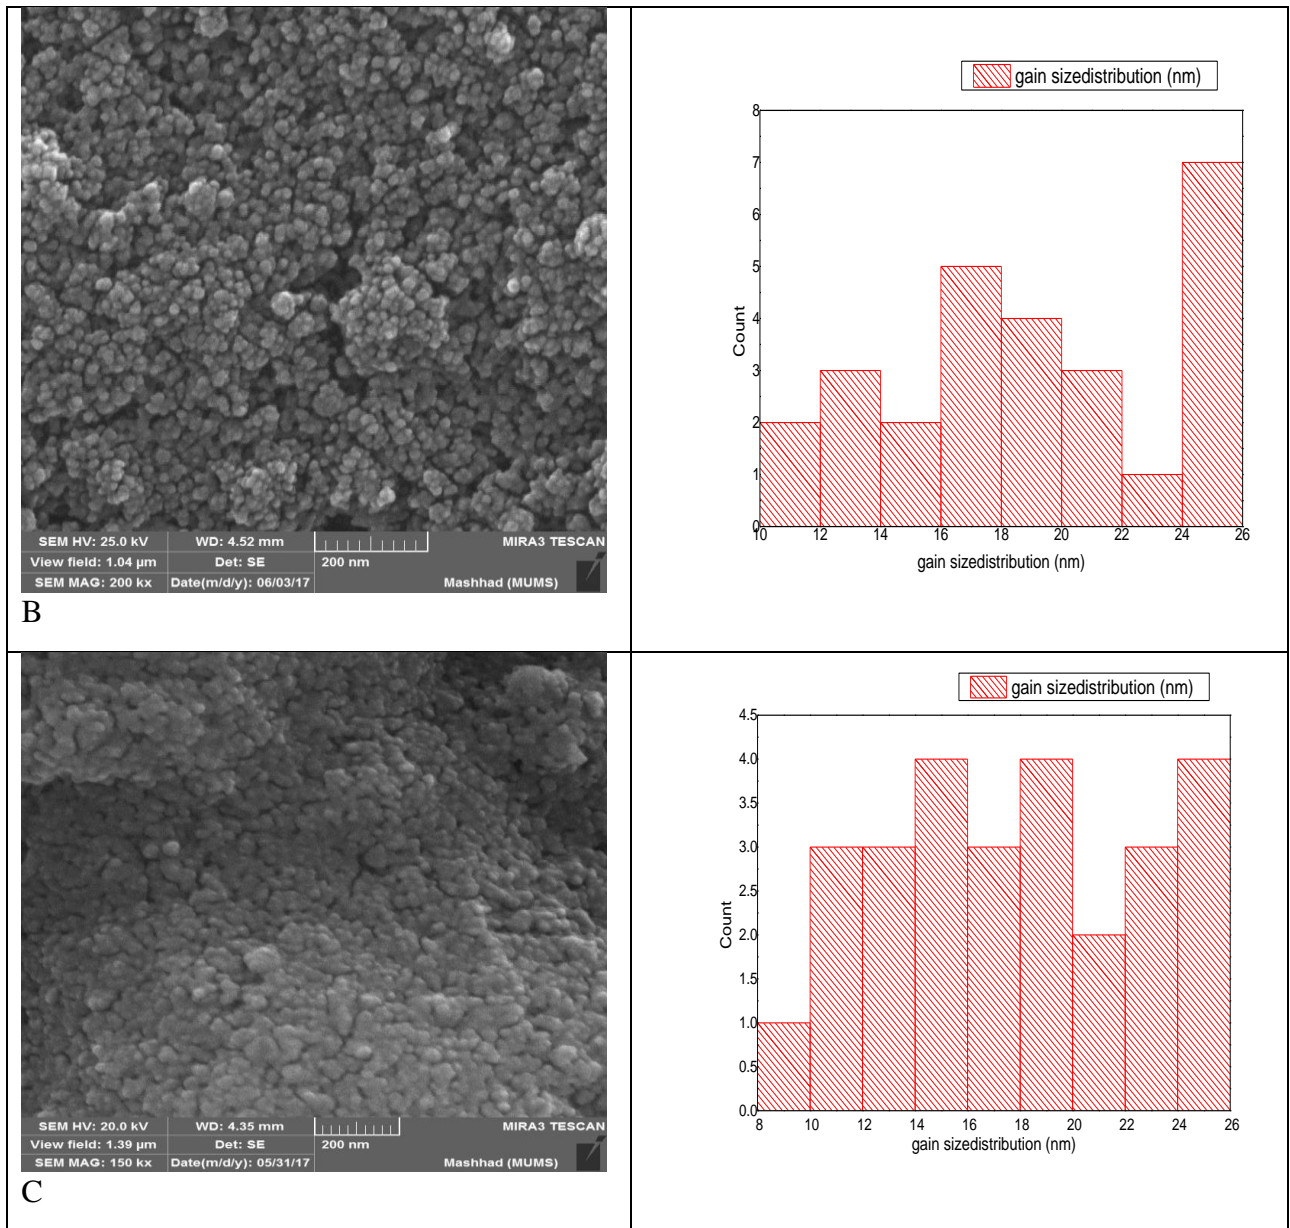 gain sizedistribution (nm)
8
7
6
5
4
3
2
1
0
Count
10 12 14 16 18 20 22 24 26
gain sizedistribution (nm)
SEM HV: 25.0 kV WD: 4.52 mm MIRA3 TESCAN
View field: 1.04 µm Det: SE 200 nm
SEM MAG: 200 kx Date(m/d/y): 06/03/17 Mashhad (MUMS)
B
gain sizedistribution (nm)
4.5
4.0
3.5
3.0
2.5
2.0
1.5
1.0
0.5
0.0
Count
8 10 12 14 16 18 20 22 24 26
gain sizedistribution (nm)
SEM HV: 20.0 kV WD: 4.35 mm MIRA3 TESCAN
View field: 1.39 µm Det: SE 200 nm
SEM MAG: 150 kx Date(m/d/y): 05/31/17 Mashhad (MUMS)
C